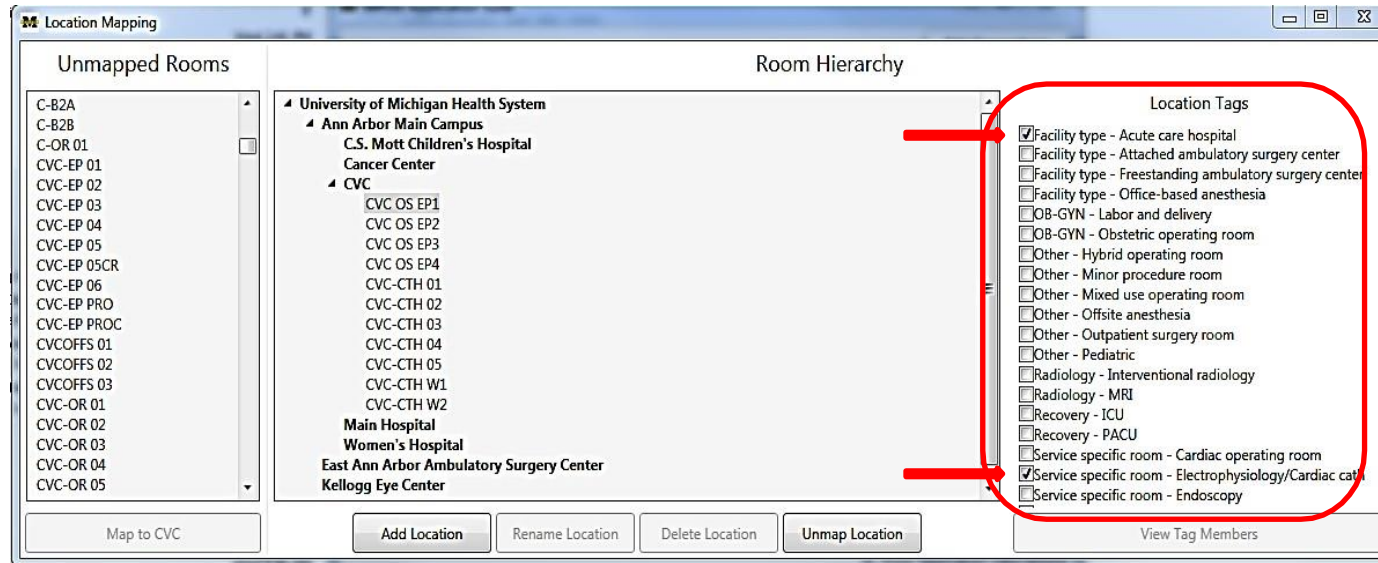 Location Mapping
Unmapped Rooms
C-B2A
C-B2B
C-OR 01
CVC-EP 01
CVC-EP 02
CVC-EP 03
CVC-EP 04
CVC-EP 05
CVC-EP 05CR
CVC-EP 06
CVC-EP PRO
CVC-EP PROC
CVCOFFS 01
CVCOFFS 02
CVCOFFS 03
CVC-OR 01
CVC-OR 02
CVC-OR 03
CVC-OR 04
CVC-OR 05
Map to CVC
Room Hierarchy
University of Michigan Health System
Ann Arbor Main Campus
C.S. Mott Children's Hospital
Cancer Center
CVC
CVC OS EP1
CVC OS EP2
CVC OS EP3
CVC OS EP4
CVC-CTH 01
CVC-CTH 02
CVC-CTH 03
CVC-CTH 04
CVC-CTH 05
CVC-CTH W1
CVC-CTH W2
Main Hospital
Women's Hospital
East Ann Arbor Ambulatory Surgery Center
Kellogg Eye Center
Add Location
Rename Location
Delete Location
Unmap Location
Location Tags
Facility type - Acute care hospital
Facility type - Attached ambulatory surgery center
Facility type - Freestanding ambulatory surgery center
Facility type - Office-based anesthesia
OB-GYN - Labor and delivery
OB-GYN - Obstetric operating room
Other - Hybrid operating room
Other - Minor procedure room
Other - Mixed use operating room
Other - Offsite anesthesia
Other - Outpatient surgery room
Other - Pediatric
Radiology - Interventional radiology
Radiology - MRI
Recovery - ICU
Recovery - PACU
Service specific room - Cardiac operating room
Service specific room - Electrophysiology/Cardiac cath
Service specific room - Endoscopy
View Tag Members